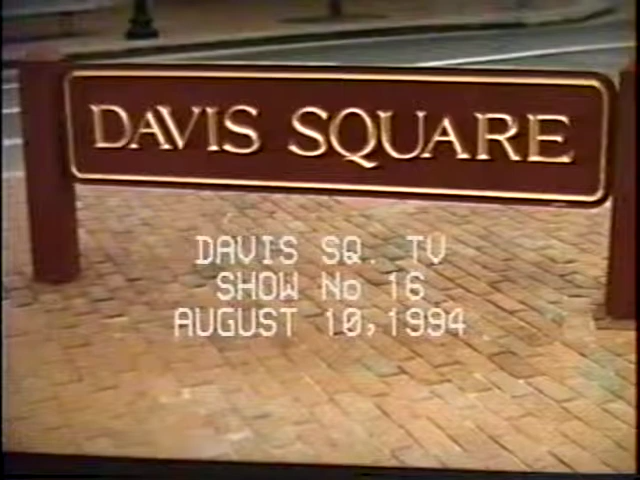 DAVIS SQUARE
DAVIS SQ. TV
SHOW No 16
AUGUST 10,1994